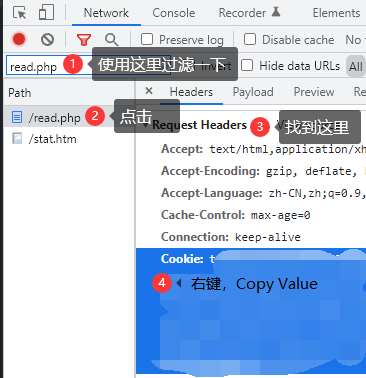 Network
Console
Recorder
Elements
Preserve log
Disable cache
No
read.php
1
使用这里过滤一下
Invert
Hide data URLs
All
Path
Headers
Payload
Preview
/read.php
2
点击
Request Headers
3
找到这里
/stat.htm
Accept: text/html,application/xh
Accept-Encoding: gzip, deflate,
Accept-Language: zh-CN,zh;q=0.9,
Cache-Control: max-age=0
Connection: keep-alive
Cookie:
4
右键，Copy Value